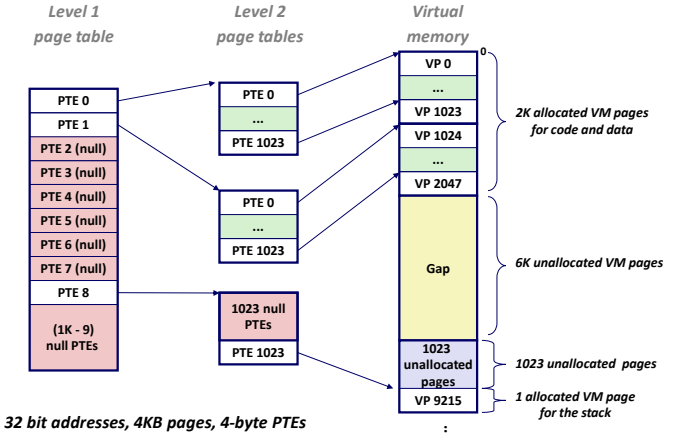 Level 1
page table
Level 2
page tables
Virtual
memory
PTE 0
PTE 1
PTE 2 (null)
PTE 3 (null)
PTE 4 (null)
PTE 5 (null)
PTE 6 (null)
PTE 7 (null)
PTE 8
(1K - 9)
null PTEs
PTE 0
...
PTE 1023
PTE 0
...
PTE 1023
1023 null
PTEs
PTE 1023
0
VP 0
...
VP 1023
VP 1024
...
VP 2047
Gap
1023
unallocated
pages
VP 9215
...
2K allocated VM pages
for code and data
6K unallocated VM pages
1023 unallocated pages
1 allocated VM page
for the stack
32 bit addresses, 4KB pages, 4-byte PTEs